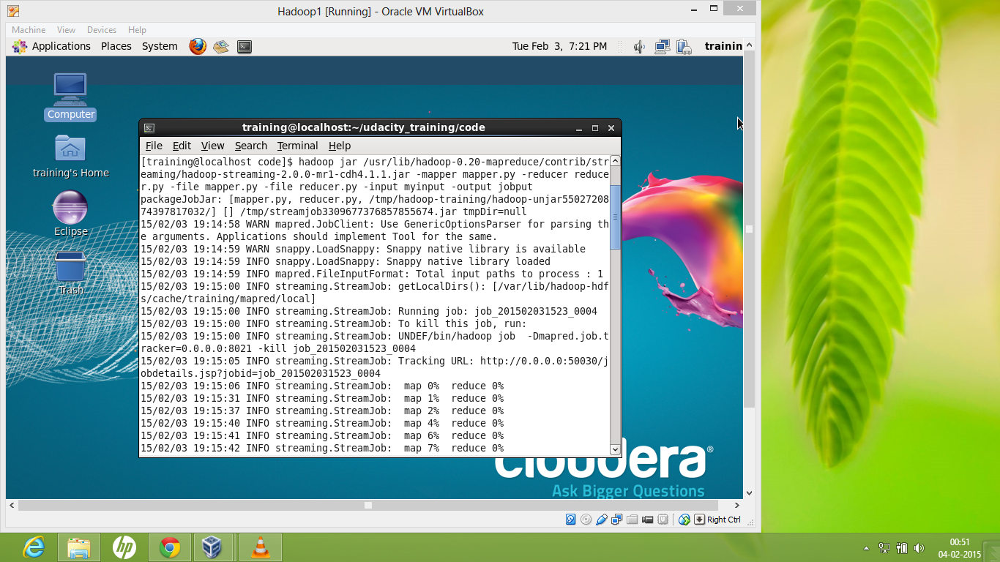 Hadoop1 [Running] - Oracle VM VirtualBox
Machine View Devices Help
Applications Places System Tue Feb 3, 7:21 PM trainin
Computer
training's Home
Eclipse
Trash
training@localhost:~/udacity_training/code
File Edit View Search Terminal Help
[training@localhost code]$ hadoop jar /usr/lib/hadoop-0.20-mapreduce/contrib/str
eaming/hadoop-streaming-2.0.0-mr1-cdh4.1.1.jar -mapper mapper.py -reducer reduce
r.py -file mapper.py -file reducer.py -input myinput -output jobput
packageJobJar: [mapper.py, reducer.py, /tmp/hadoop-training/hadoop-unjar55027208
74397817032/] [] /tmp/streamjob3309677376857855674.jar tmpDir=null
15/02/03 19:14:58 WARN mapred.JobClient: Use GenericOptionsParser for parsing th
e arguments. Applications should implement Tool for the same.
15/02/03 19:14:59 WARN snappy.LoadSnappy: Snappy native library is available
15/02/03 19:14:59 INFO snappy.LoadSnappy: Snappy native library loaded
15/02/03 19:14:59 INFO mapred.FileInputFormat: Total input paths to process : 1
15/02/03 19:15:00 INFO streaming.StreamJob: getLocalDirs(): [/var/lib/hadoop-hdf
s/cache/training/mapred/local]
15/02/03 19:15:00 INFO streaming.StreamJob: Running job: job_201502031523_0004
15/02/03 19:15:00 INFO streaming.StreamJob: To kill this job, run:
15/02/03 19:15:00 INFO streaming.StreamJob: UNDEF/bin/hadoop job  -Dmapred.job.t
racker=0.0.0.0:8021 -kill job_201502031523_0004
15/02/03 19:15:05 INFO streaming.StreamJob: Tracking URL: http://0.0.0.0:50030/j
obdetails.jsp?jobid=job_201502031523_0004
15/02/03 19:15:06 INFO streaming.StreamJob:  map 0%  reduce 0%
15/02/03 19:15:31 INFO streaming.StreamJob:  map 1%  reduce 0%
15/02/03 19:15:37 INFO streaming.StreamJob:  map 2%  reduce 0%
15/02/03 19:15:40 INFO streaming.StreamJob:  map 4%  reduce 0%
15/02/03 19:15:41 INFO streaming.StreamJob:  map 6%  reduce 0%
15/02/03 19:15:42 INFO streaming.StreamJob:  map 7%  reduce 0%
cloudera®
Ask Bigger Questions
Right Ctrl
hp
00:51
04-02-2015